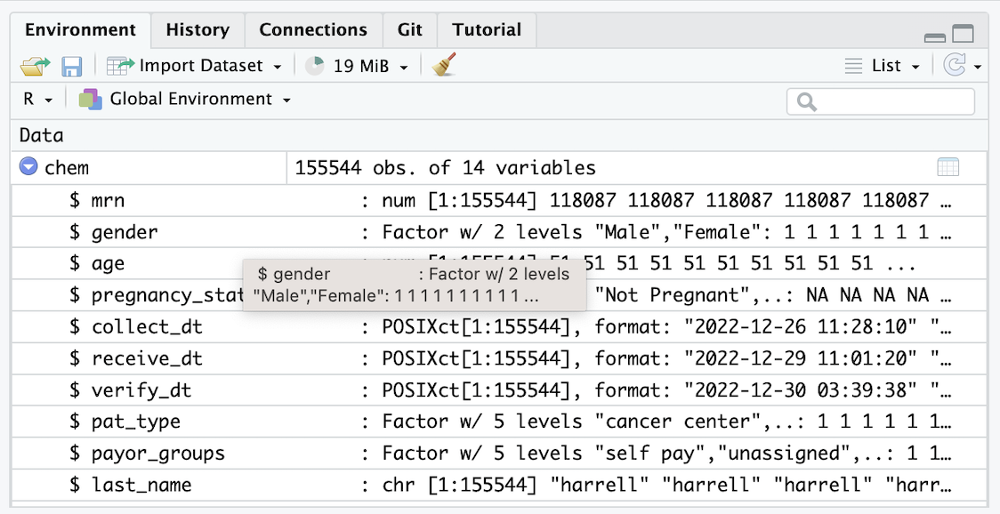 Environment History Connections Git Tutorial
Import Dataset 19 MiB List
R Global Environment
Data
chem 155544 obs. of 14 variables
$ mrn : num [1:155544] 118087 118087 118087 118087 118087 …
$ gender : Factor w/ 2 levels "Male","Female": 1 1 1 1 1 1 1 …
$ age 51 51 51 51 51 51 51 51 51 ...
$ gender : Factor w/ 2 levels
"Male","Female": 1 1 1 1 1 1 1 1 1 1 ...
$ pregnancy_stat "Not Pregnant",..: NA NA NA NA …
$ collect_dt : POSIXct[1:155544], format: "2022-12-26 11:28:10" "…
$ receive_dt : POSIXct[1:155544], format: "2022-12-29 11:01:20" "…
$ verify_dt : POSIXct[1:155544], format: "2022-12-30 03:39:38" "…
$ pat_type : Factor w/ 5 levels "cancer center",..: 1 1 1 1 1 1…
$ payor_groups : Factor w/ 5 levels "self pay","unassigned",..: 1 1…
$ last_name : chr [1:155544] "harrell" "harrell" "harrell" "harr…